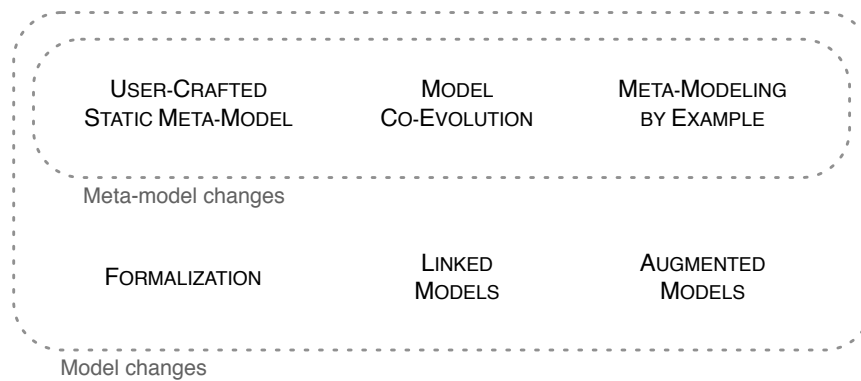 USER-CRAFTED
STATIC META-MODEL
MODEL
CO-EVOLUTION
META-MODELING
BY EXAMPLE
Meta-model changes
FORMALIZATION
LINKED
MODELS
AUGMENTED
MODELS
Model changes